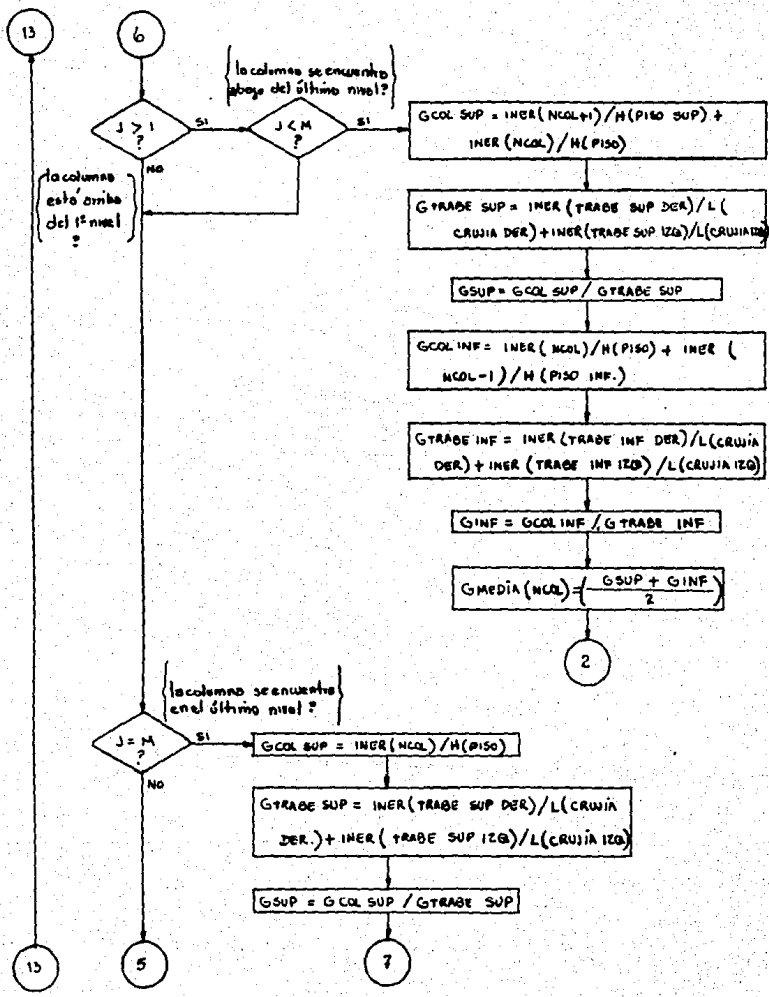 13
6
la columna se encuentra
abajo del último nivel?
J > 1
?
SI
J < M
?
SI
GCOL SUP = INER(NCOL+1)/H(PISO SUP) +
INER(NCOL)/H(PISO)
NO
la columna
está arriba
del 1º nivel
?
GTRABE SUP = INER(TRABE SUP DER)/L(
CRUJIA DER)+INER(TRABE SUP IZQ)/L(CRUJIA IZQ)
GSUP = GCOL SUP / GTRABE SUP
GCOL INF = INER(NCOL)/H(PISO) + INER (
NCOL-1)/H(PISO INF.)
GTRABE INF = INER(TRABE INF DER)/L(CRUJÍA
DER)+INER (TRABE INF IZQ)/L(CRUJIA IZQ)
GINF = GCOL INF / GTRABE INF
GMEDIA (NCOL) = (GSUP + GINF
2)
2
la columna se encuentra
en el último nivel?
J = M
?
SI
GCOL SUP = INER(NCOL)/H(PISO)
NO
GTRABE SUP = INER(TRABE SUP DER)/L(CRUJÍA
DER.)+INER( TRABE SUP IZQ)/L(CRUJÍA IZQ)
GSUP = GCOL SUP / GTRABE SUP
13
5
7